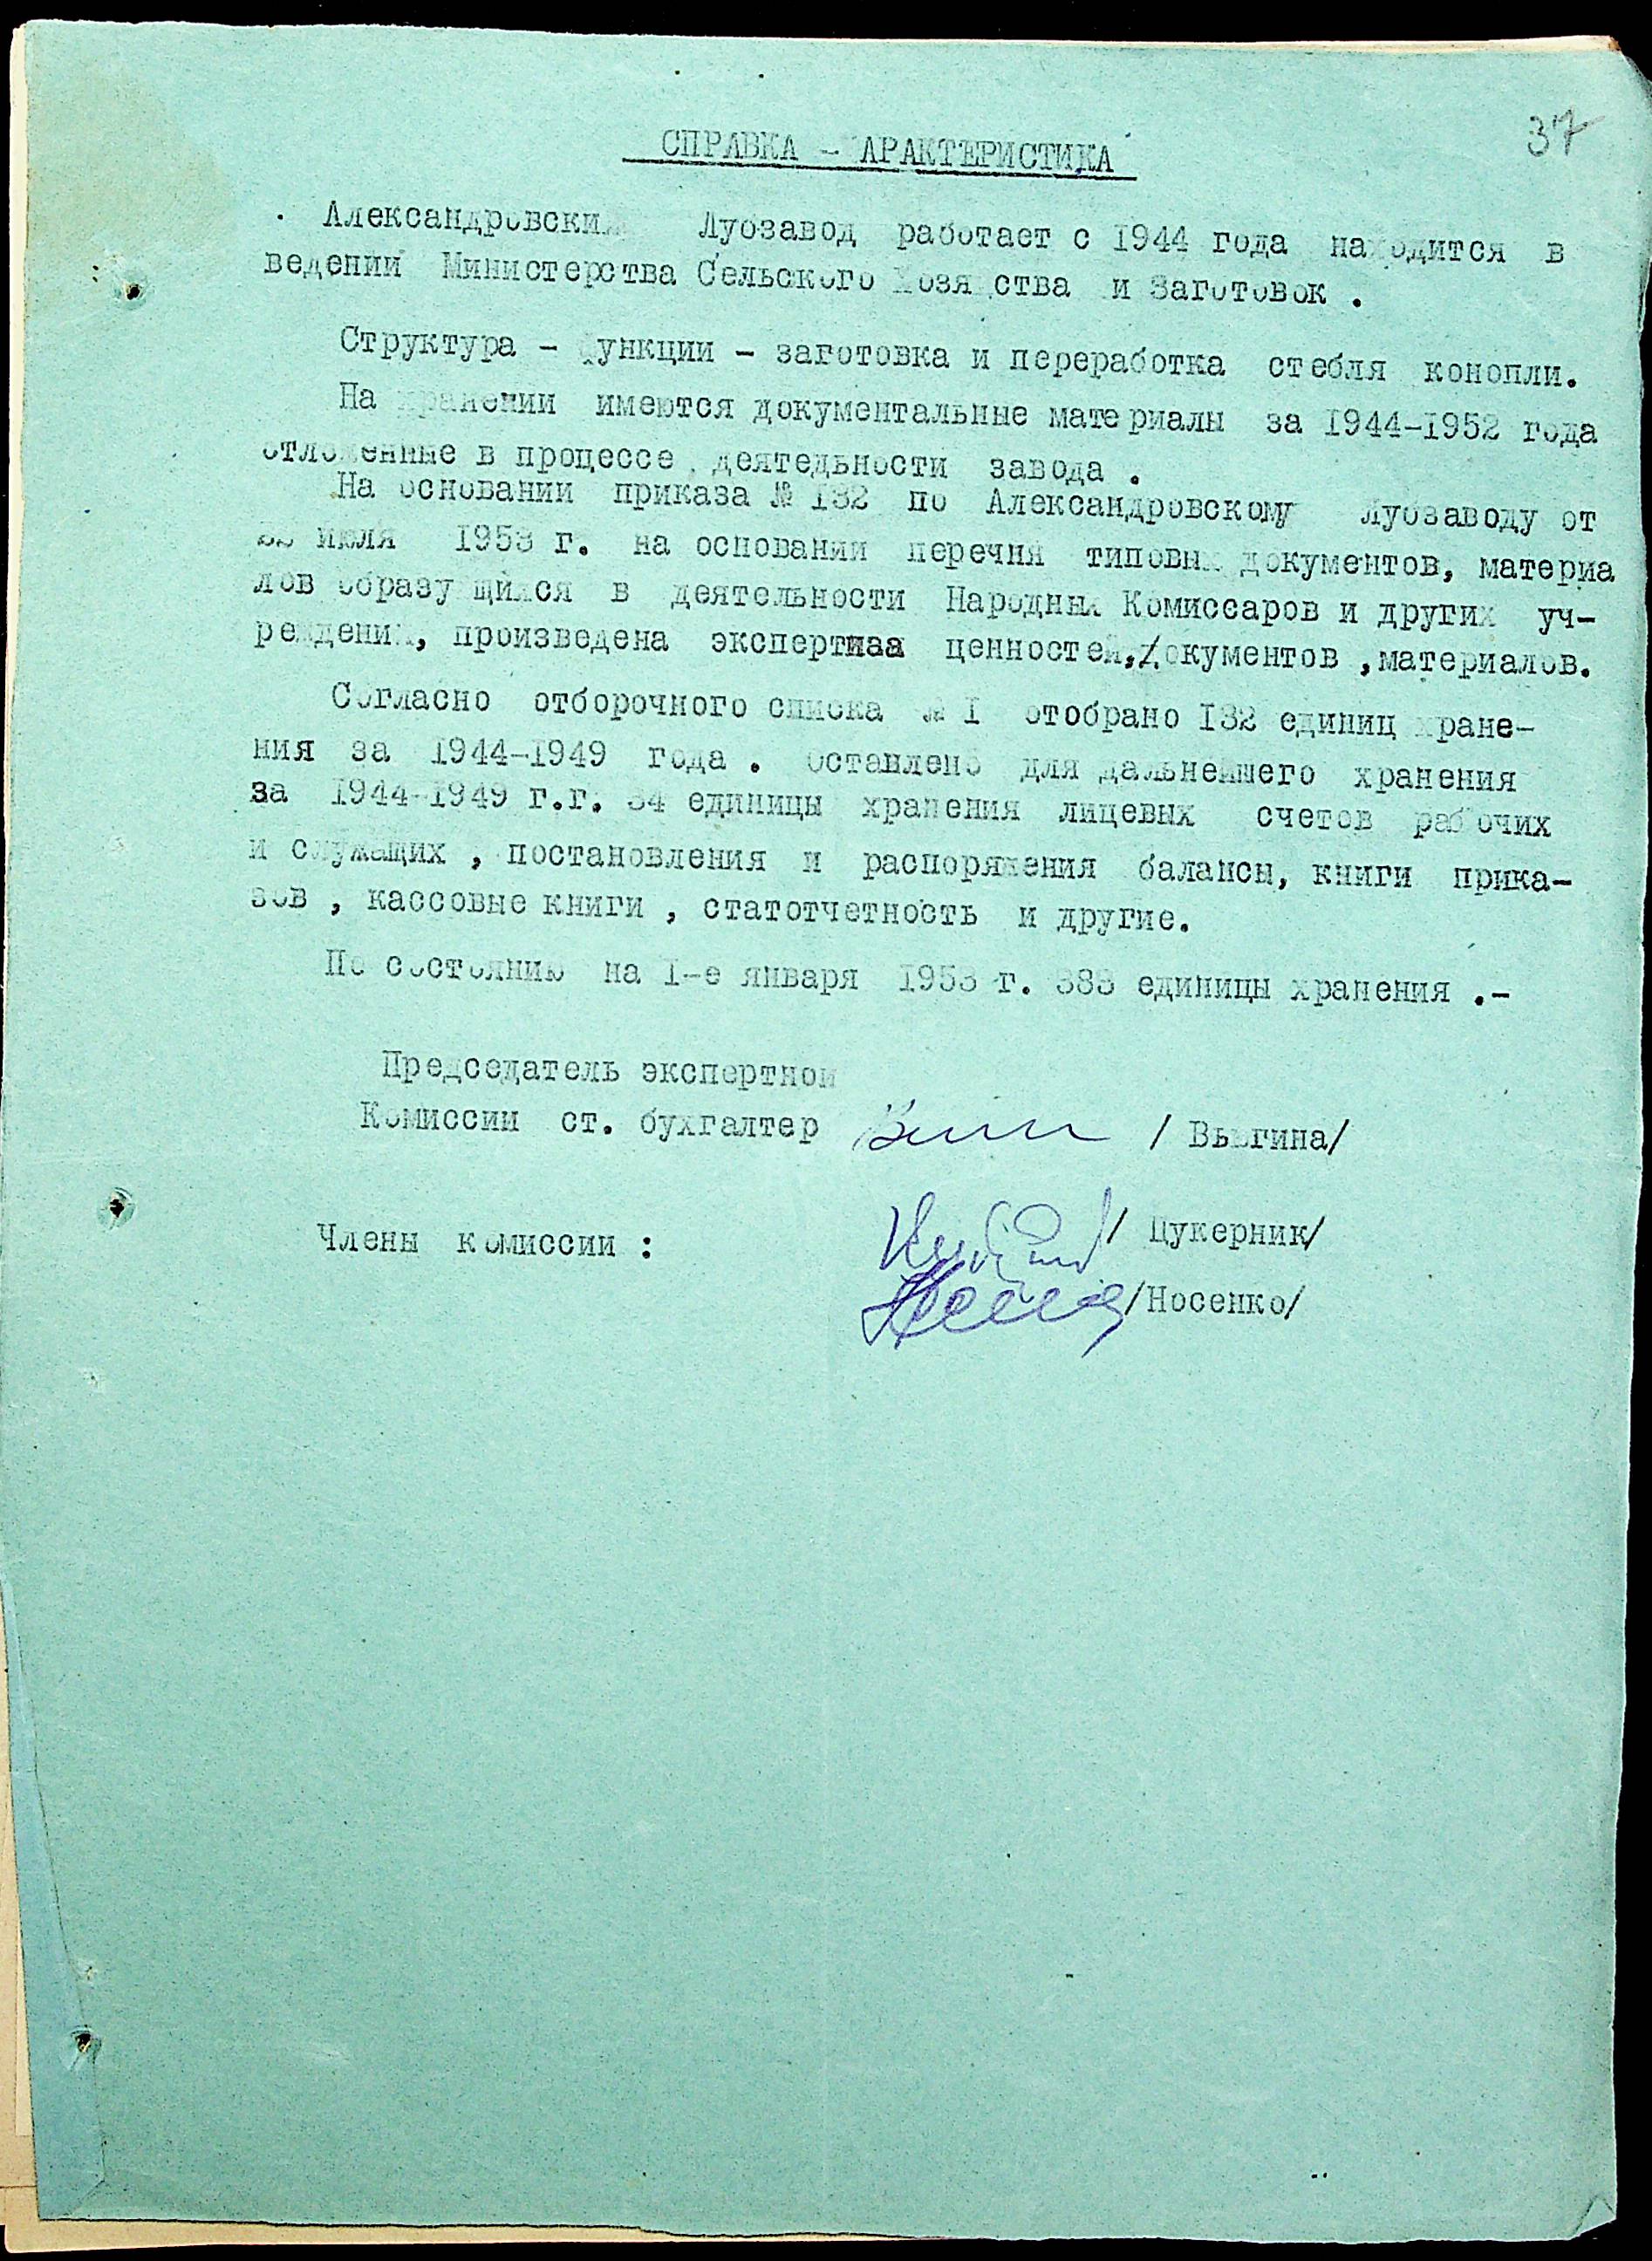 37
СПРАВКА - ХАРАКТЕРИСТИКА
Александровский Лубзавод работает с 1944 года находится в
ведении Министерства Сельского Хозяйства и Заготовок .
Структура - функции - заготовка и переработка стебля конопли.
На хранении имеются документальные материалы за 1944-1952 года
отложенные в процессе деятельности завода .
На основании приказа № 132 по Александровскому лубзаводу от
июля 1953 г. на основании перечня типовых документов, материа
лов образующихся в деятельности Народных Комиссаров и других уч-
реждений, произведена экспертиза ценностей, документов ,материалов.
Согласно отборочного списка № I отобрано 132 единиц хране-
ния за 1944-1949 года . Оставлено для дальнейшего хранения
за 1944-1949 г.г. 34 единицы хранения лицевых счетов рабочих
и служащих , постановления и распоряжения балансы, книги прика-
зов , кассовые книги , статотчетность и другие.
По состоянию на I-е января 1953 г. 383 единицы хранения .-
Председатель экспертной
Комиссии ст. бухгалтер
Члены комиссии : / Цукерник/
/Носенко/